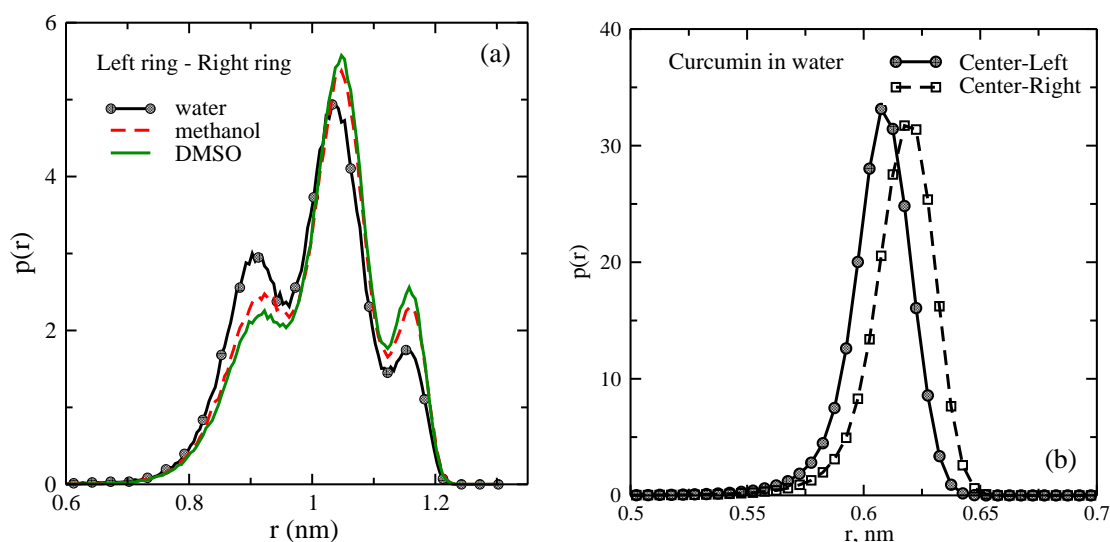 6
4
2
0
p(r)
Left ring - Right ring
(a)
water
methanol
DMSO
0.6
0.8
1
1.2
r (nm)
40
30
20
10
0
p(r)
Curcumin in water
Center-Left
Center-Right
(b)
0.5
0.55
0.6
0.65
0.7
r, nm